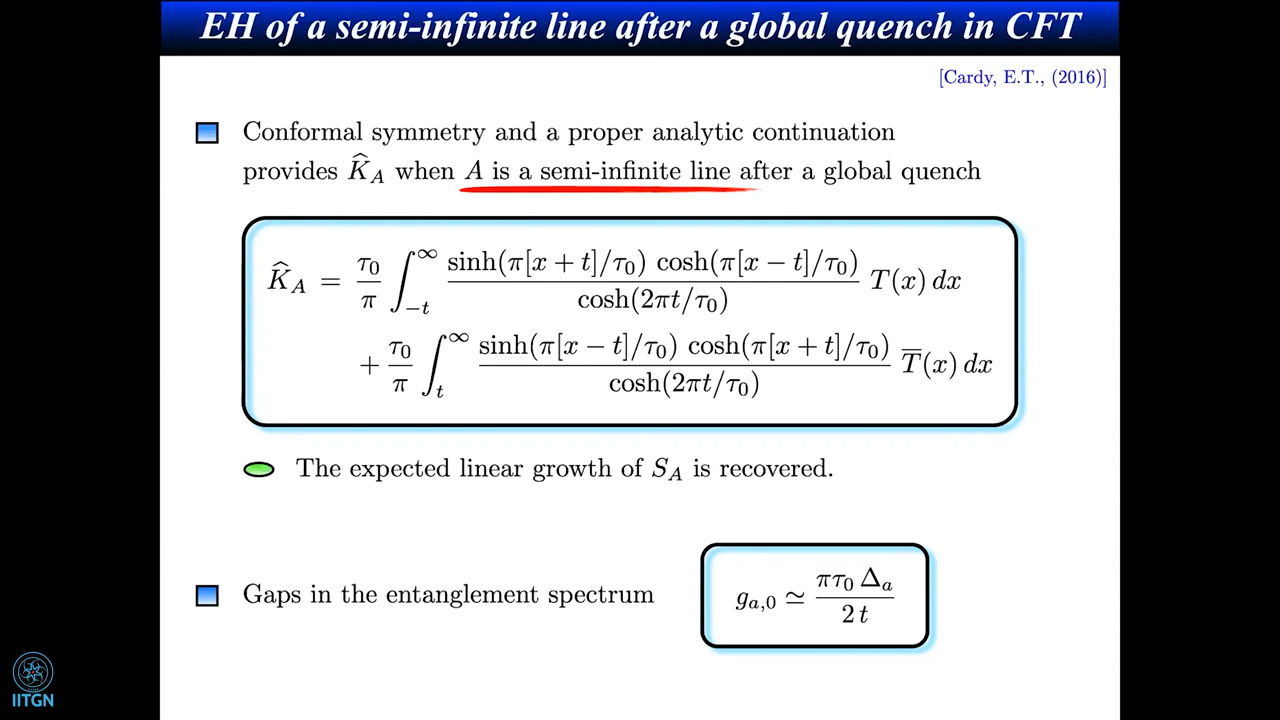 EH of a semi-infinite line after a global quench in CFT
[Cardy, E.T., (2016)]
Conformal symmetry and a proper analytic continuation
provides K̂_A when A is a semi-infinite line after a global quench
K̂_A = τ₀/π ∫_{-t}^{∞} sinh(π[x + t]/τ₀) cosh(π[x − t]/τ₀) / cosh(2πt/τ₀) T(x) dx
+ τ₀/π ∫_{t}^{∞} sinh(π[x − t]/τ₀) cosh(π[x + t]/τ₀) / cosh(2πt/τ₀) T̅(x) dx
The expected linear growth of S_A is recovered.
Gaps in the entanglement spectrum g_{a,0} ≃ πτ₀ Δ_a / 2 t
IITGN